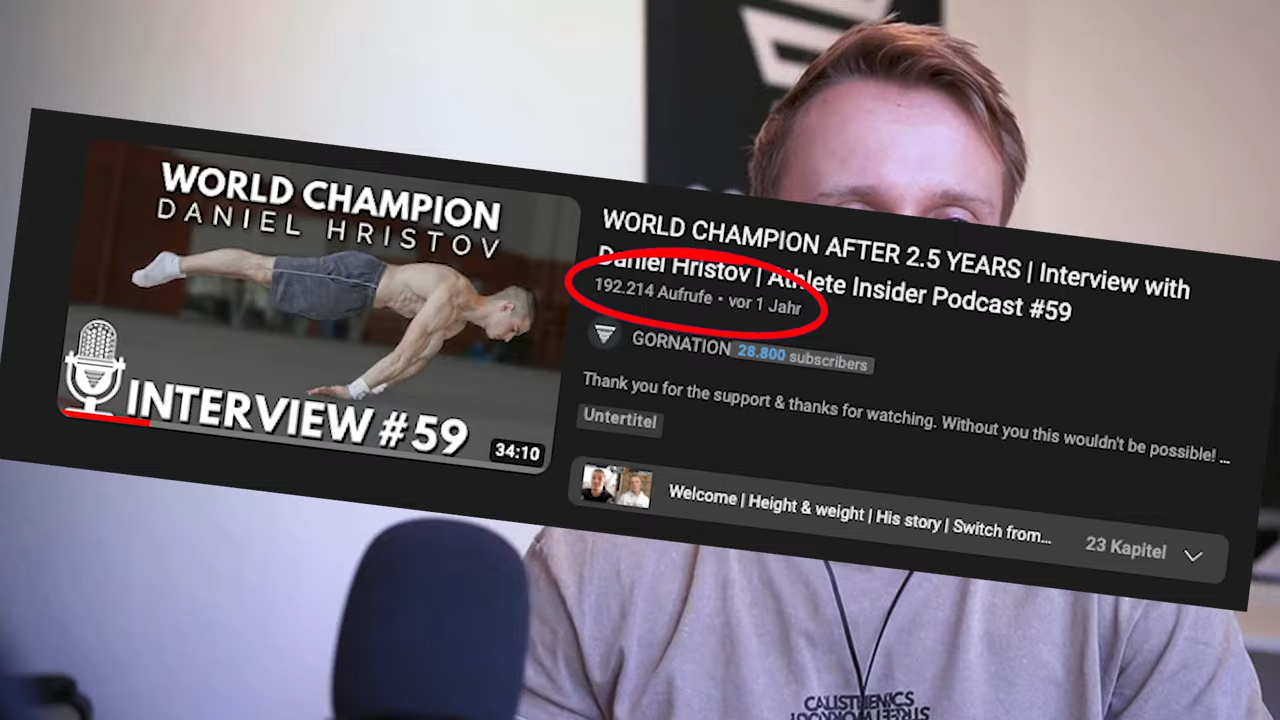 WORLD CHAMPION
DANIEL HRISTOV
INTERVIEW #59
34:10
WORLD CHAMPION AFTER 2.5 YEARS | Interview with
Daniel Hristov | Athlete Insider Podcast #59
192.214 Aufrufe • vor 1 Jahr
GORNATION 28.800 subscribers
Thank you for the support & thanks for watching. Without you this wouldn't be possible! ...
Untertitel
Welcome | Height & weight | His story | Switch from...
23 Kapitel
CALISTHENICS